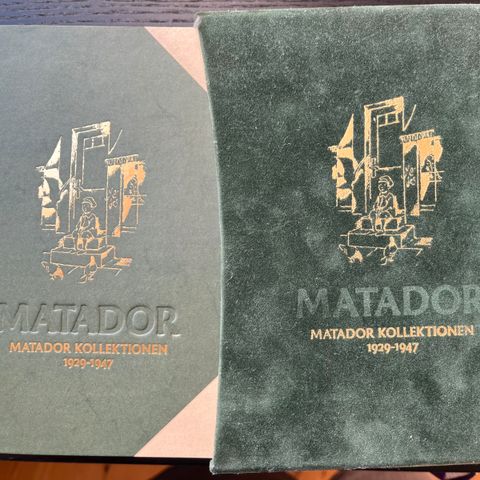 MATADOR
MATADOR KOLLEKTIONEN
1929-1947
MATADOR
MATADOR KOLLEKTIONEN
1929-1947